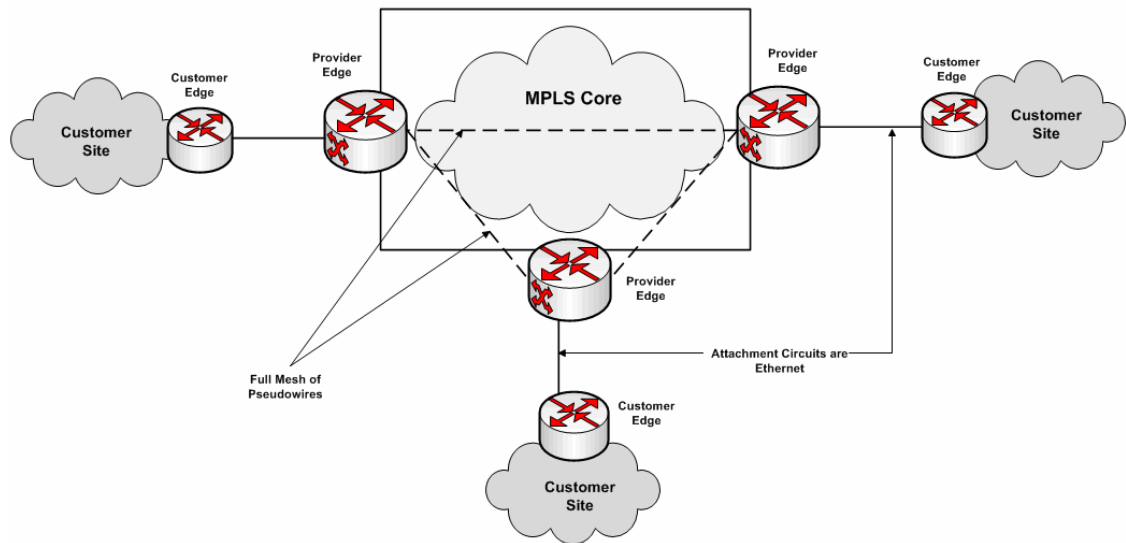 Provider
Edge
Provider
Edge
Customer
Edge
Customer
Edge
MPLS Core
Customer
Site
Customer
Site
Provider
Edge
Attachment Circuits are
Ethernet
Full Mesh of
Pseudowires
Customer
Edge
Customer
Site